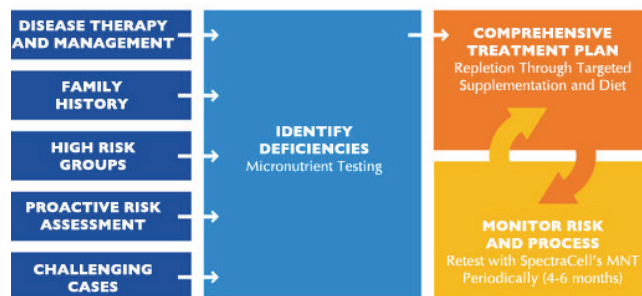 DISEASE THERAPY
AND MANAGEMENT
FAMILY
HISTORY
HIGH RISK
GROUPS
PROACTIVE RISK
ASSESSMENT
CHALLENGING
CASES
IDENTIFY
DEFICIENCIES
Micronutrient Testing
COMPREHENSIVE
TREATMENT PLAN
Repletion Through Targeted
Supplementation and Diet
MONITOR RISK
AND PROCESS
Retest with SpectraCell's MNT
Periodically (4-6 months)